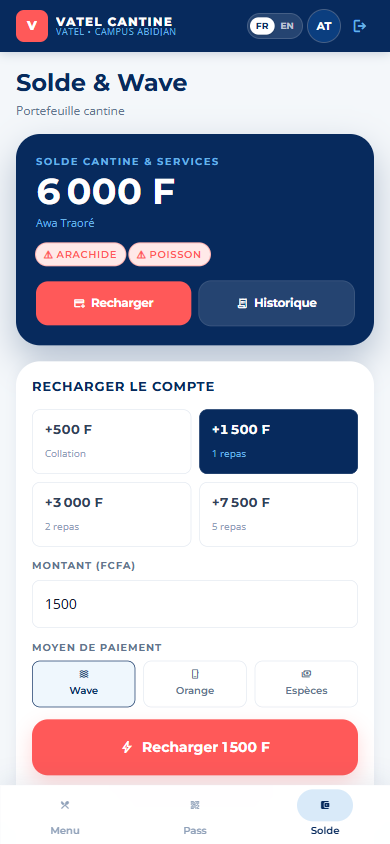 V
VATEL CANTINE
VATEL • CAMPUS ABIDJAN
FR EN
AT
Solde & Wave
Portefeuille cantine
SOLDE CANTINE & SERVICES
6 000 F
Awa Traoré
⚠ ARACHIDE ⚠ POISSON
Recharger
Historique
RECHARGER LE COMPTE
+500 F
Collation
+1 500 F
1 repas
+3 000 F
2 repas
+7 500 F
5 repas
MONTANT (FCFA)
1500
MOYEN DE PAIEMENT
Wave
Orange
Espèces
Recharger 1 500 F
Menu
Pass
Solde